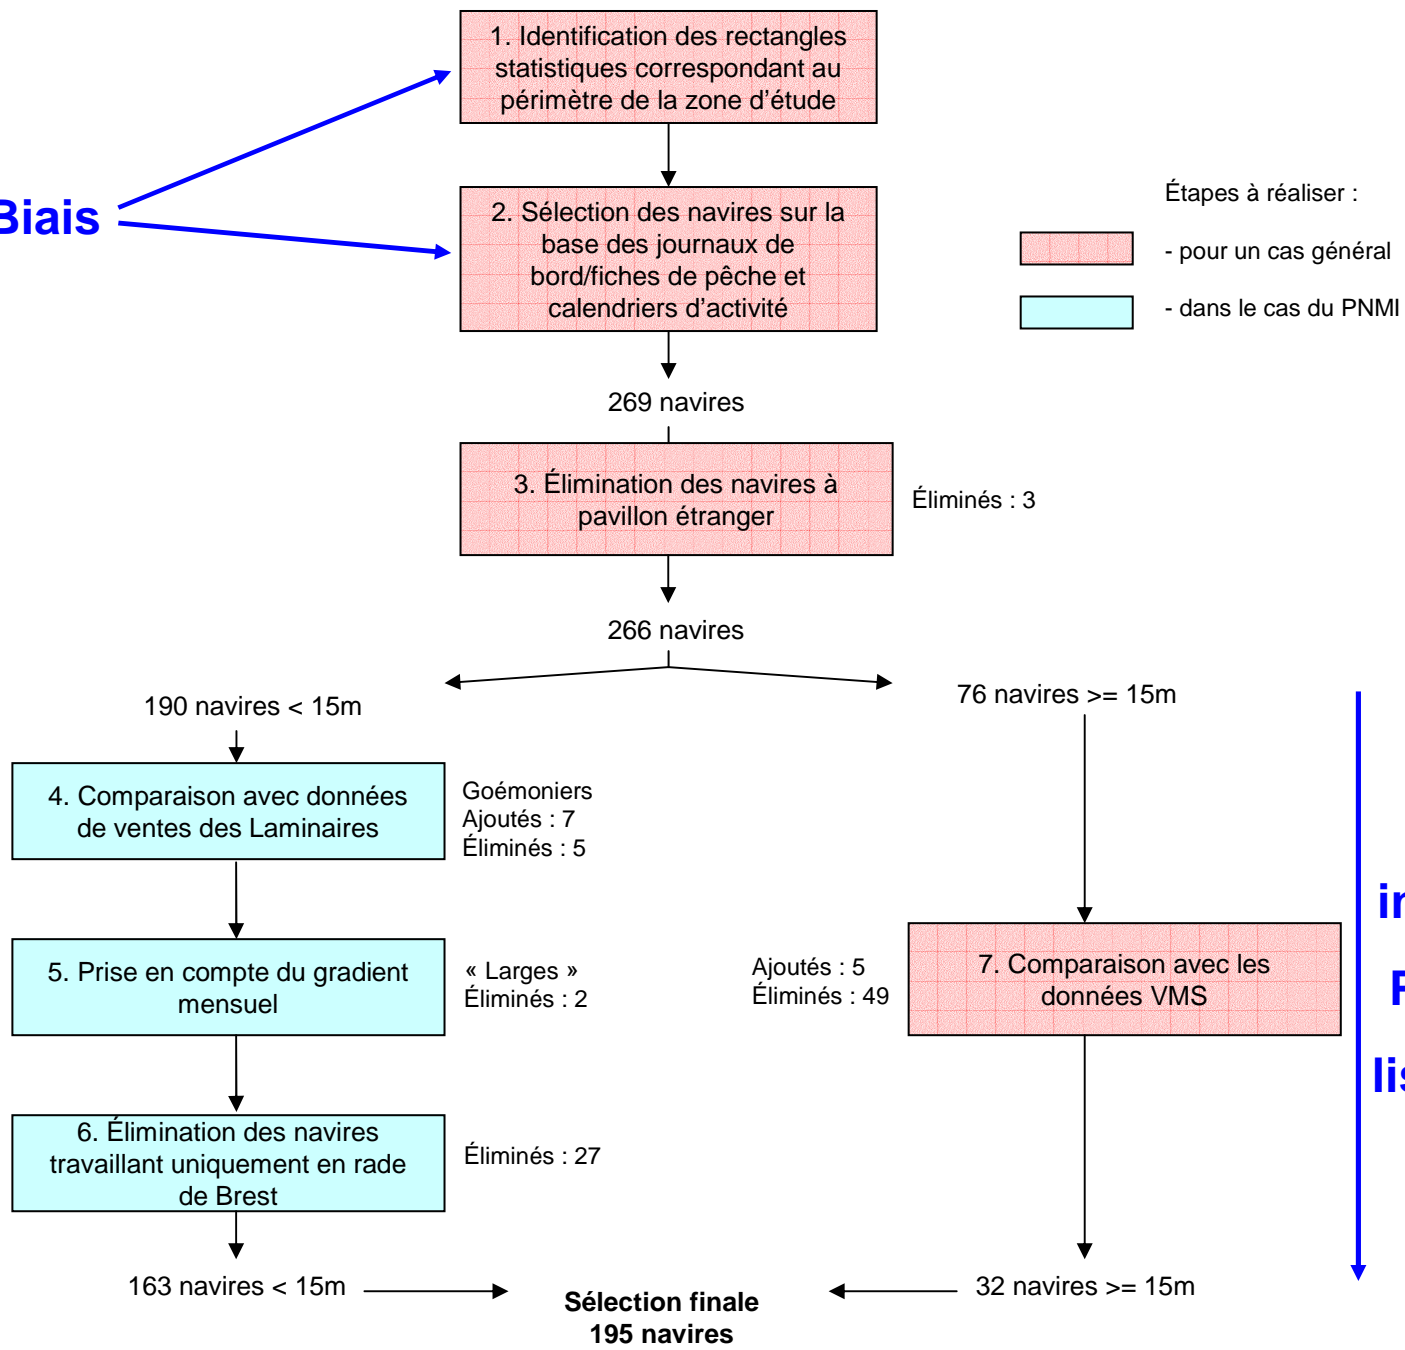 1. Identification des rectangles
statistiques correspondant au
périmètre de la zone d'étude
Biais
2. Sélection des navires sur la
base des journaux de
bord/fiches de pêche et
calendriers d'activité
Étapes à réaliser :
- pour un cas général
- dans le cas du PNMI
269 navires
3. Élimination des navires à
pavillon étranger
Éliminés : 3
266 navires
190 navires < 15m
76 navires >= 15m
4. Comparaison avec données
de ventes des Laminaires
Goémoniers
Ajoutés : 7
Éliminés : 5
5. Prise en compte du gradient
mensuel
« Larges »
Éliminés : 2
Ajoutés : 5
Éliminés : 49
7. Comparaison avec les
données VMS
6. Élimination des navires
travaillant uniquement en rade
de Brest
Éliminés : 27
163 navires < 15m
32 navires >= 15m
Sélection finale
195 navires